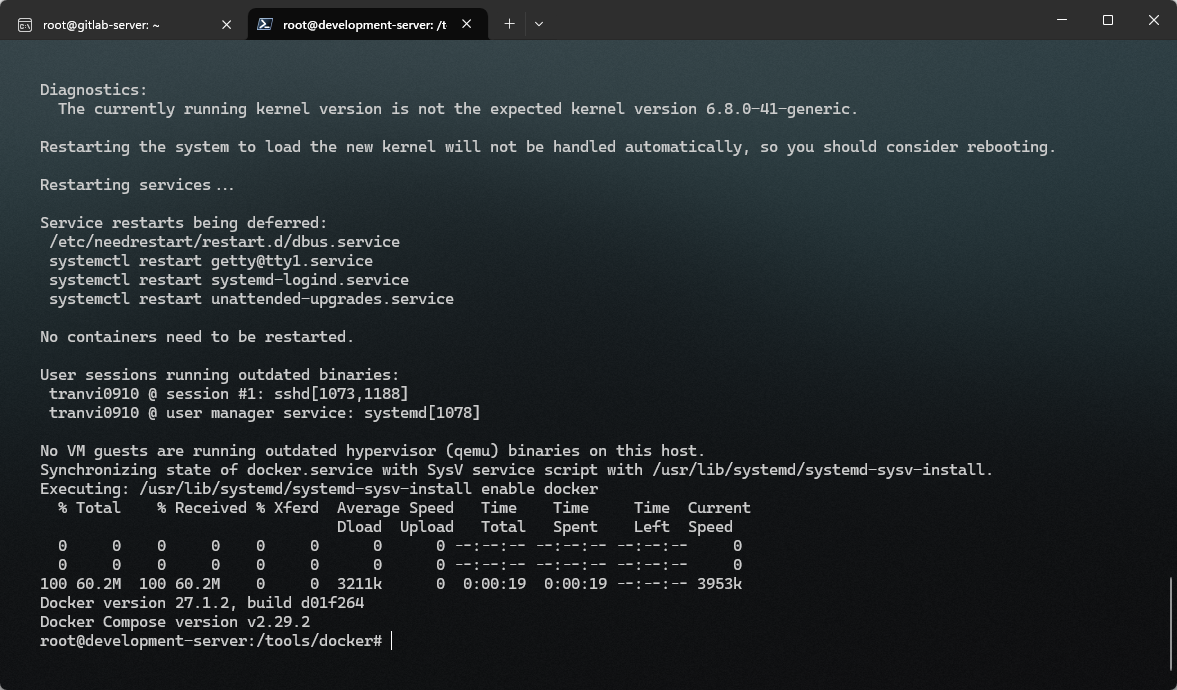 root@gitlab-server: ~
root@development-server: /t
Diagnostics:
The currently running kernel version is not the expected kernel version 6.8.0-41-generic.
Restarting the system to load the new kernel will not be handled automatically, so you should consider rebooting.
Restarting services...
Service restarts being deferred:
/etc/needrestart/restart.d/dbus.service
systemctl restart getty@tty1.service
systemctl restart systemd-logind.service
systemctl restart unattended-upgrades.service
No containers need to be restarted.
User sessions running outdated binaries:
tranvi0910 @ session #1: sshd[1073,1188]
tranvi0910 @ user manager service: systemd[1078]
No VM guests are running outdated hypervisor (qemu) binaries on this host.
Synchronizing state of docker.service with SysV service script with /usr/lib/systemd/systemd-sysv-install.
Executing: /usr/lib/systemd/systemd-sysv-install enable docker
% Total % Received % Xferd Average Speed Time Time Time Current
Dload Upload Total Spent Left Speed
0 0 0 0 0 0 0 0 --:--:-- --:--:-- --:--:-- 0
0 0 0 0 0 0 0 0 --:--:-- --:--:-- --:--:-- 0
100 60.2M 100 60.2M 0 0 3211k 0 0:00:19 0:00:19 --:--:-- 3953k
Docker version 27.1.2, build d01f264
Docker Compose version v2.29.2
root@development-server:/tools/docker#